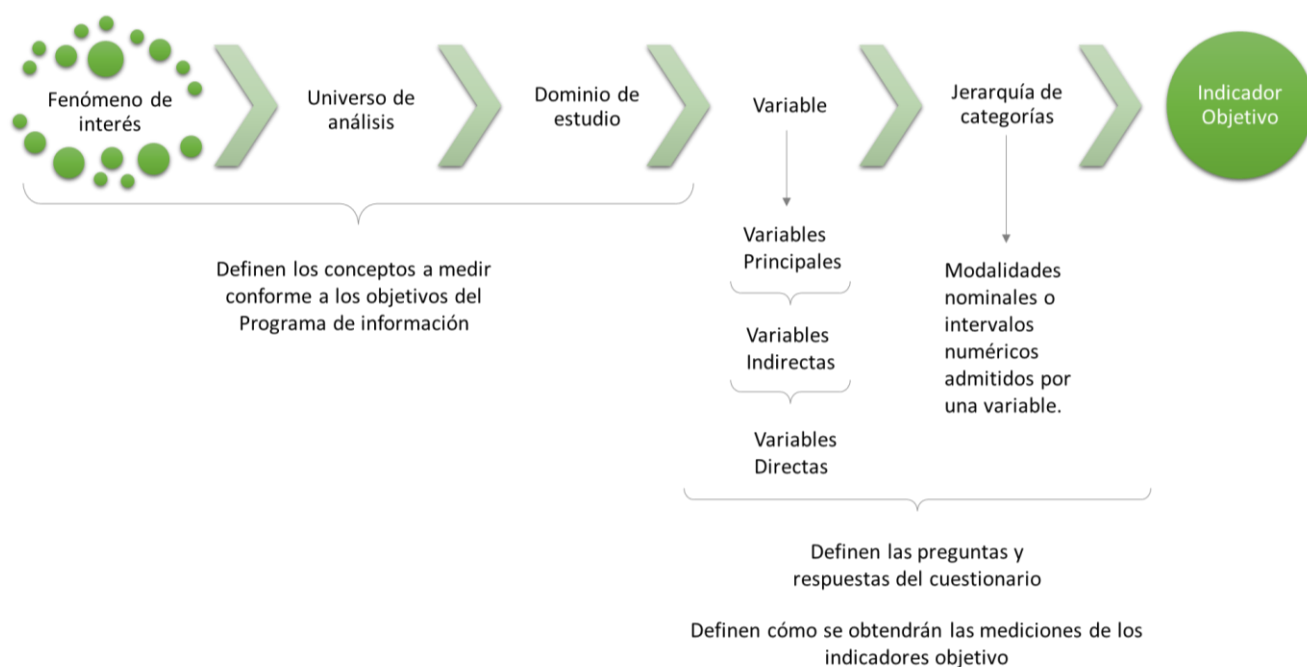 Fenómeno de
interés
Universo de
análisis
Dominio de
estudio
Variable
Jerarquía de
categorías
Indicador
Objetivo
Definen los conceptos a medir
conforme a los objetivos del
Programa de información
Variables
Principales
Variables
Indirectas
Variables
Directas
Modalidades
nominales o
intervalos
numéricos
admitidos por
una variable.
Definen las preguntas y
respuestas del cuestionario
Definen cómo se obtendrán las mediciones de los
indicadores objetivo